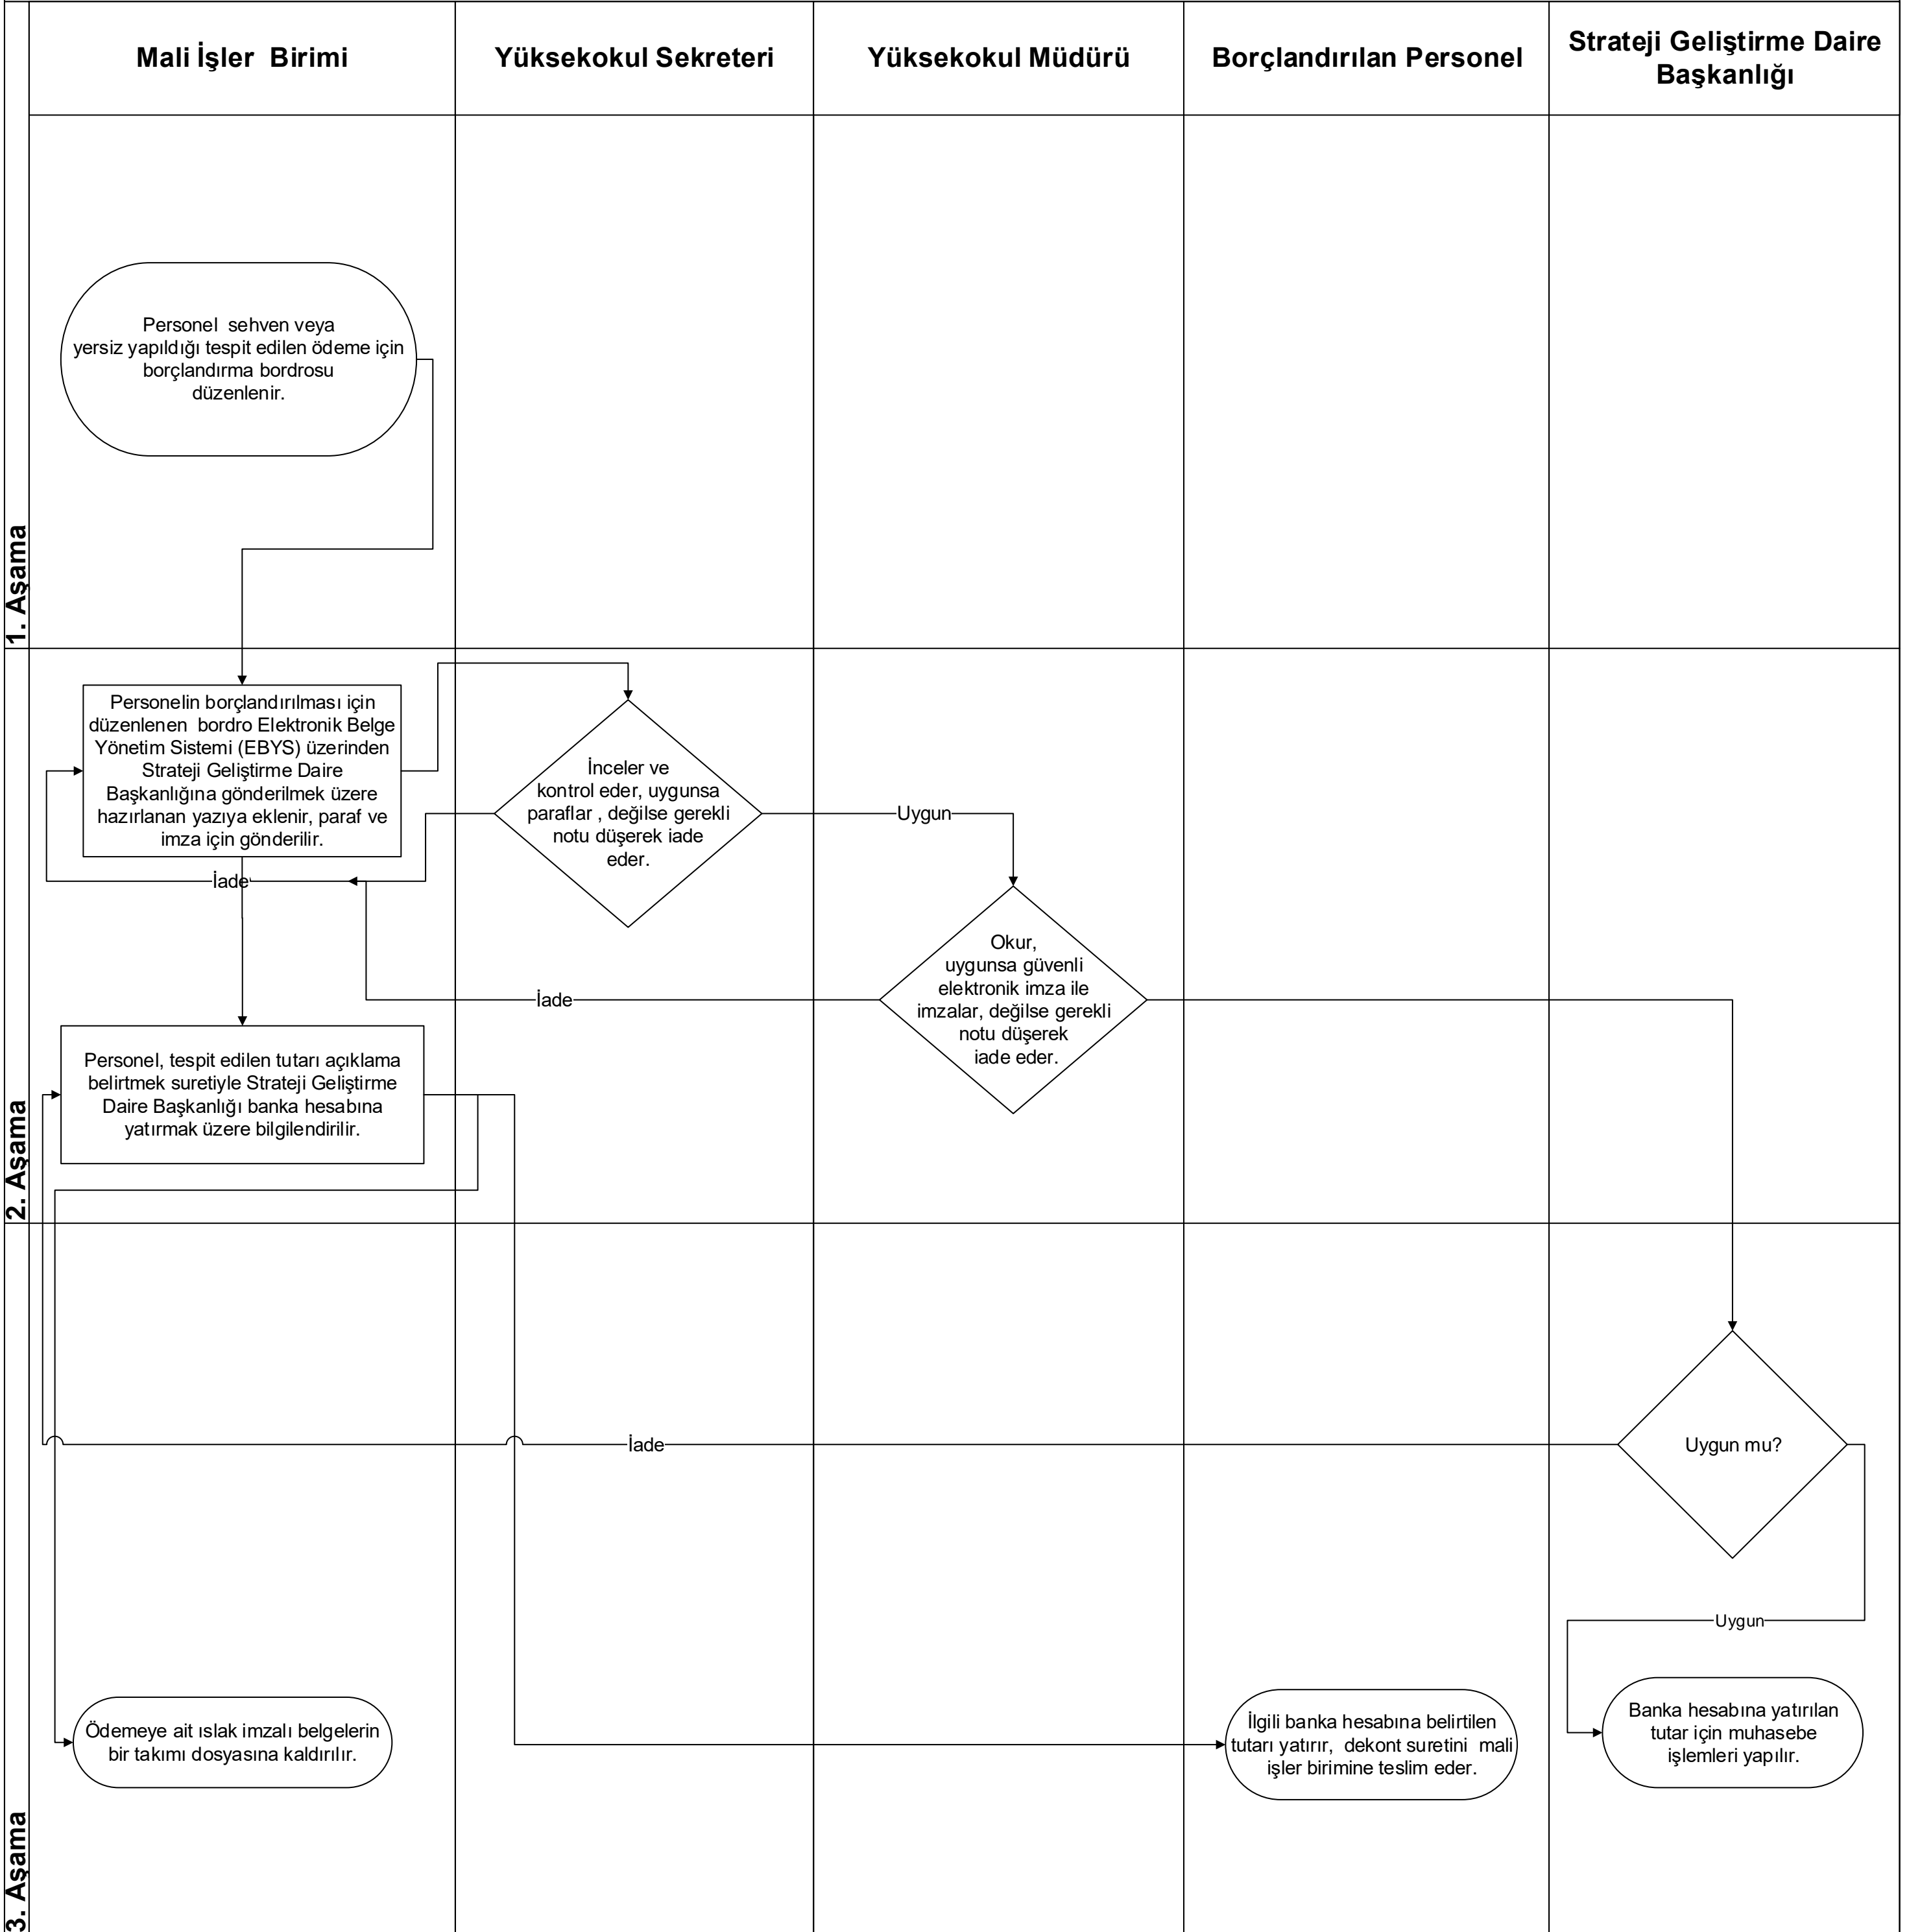 Mali İşler  Birimi
Yüksekokul Sekreteri
Yüksekokul Müdürü
Borçlandırılan Personel
Strateji Geliştirme Daire
Başkanlığı
1. Aşama
Personel  sehven veya
yersiz yapıldığı tespit edilen ödeme için
borçlandırma bordrosu
düzenlenir.
2. Aşama
Personelin borçlandırılması için
düzenlenen  bordro Elektronik Belge
Yönetim Sistemi (EBYS) üzerinden
Strateji Geliştirme Daire
Başkanlığına gönderilmek üzere
hazırlanan yazıya eklenir, paraf ve
imza için gönderilir.
İnceler ve
kontrol eder, uygunsa
paraflar , değilse gerekli
notu düşerek iade
eder.
Uygun
İade
Okur,
uygunsa güvenli
elektronik imza ile
imzalar, değilse gerekli
notu düşerek
iade eder.
İade
Personel, tespit edilen tutarı açıklama
belirtmek suretiyle Strateji Geliştirme
Daire Başkanlığı banka hesabına
yatırmak üzere bilgilendirilir.
3. Aşama
Uygun mu?
İade
Uygun
Ödemeye ait ıslak imzalı belgelerin
bir takımı dosyasına kaldırılır.
İlgili banka hesabına belirtilen
tutarı yatırır,  dekont suretini  mali
işler birimine teslim eder.
Banka hesabına yatırılan
tutar için muhasebe
işlemleri yapılır.